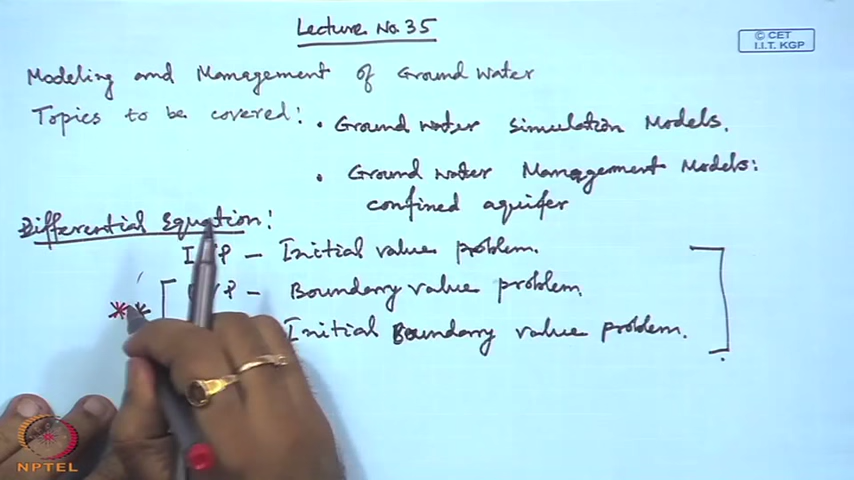 Lecture No. 35
© CET
I.I.T. KGP
Modeling and Management of Ground water
Topics to be covered: • Ground water Simulation Models.
• Ground water Management Models:
confined aquifer
Differential Equation:
– Initial value problem.
– Boundary value problem.
Initial Boundary value problem.
NPTEL